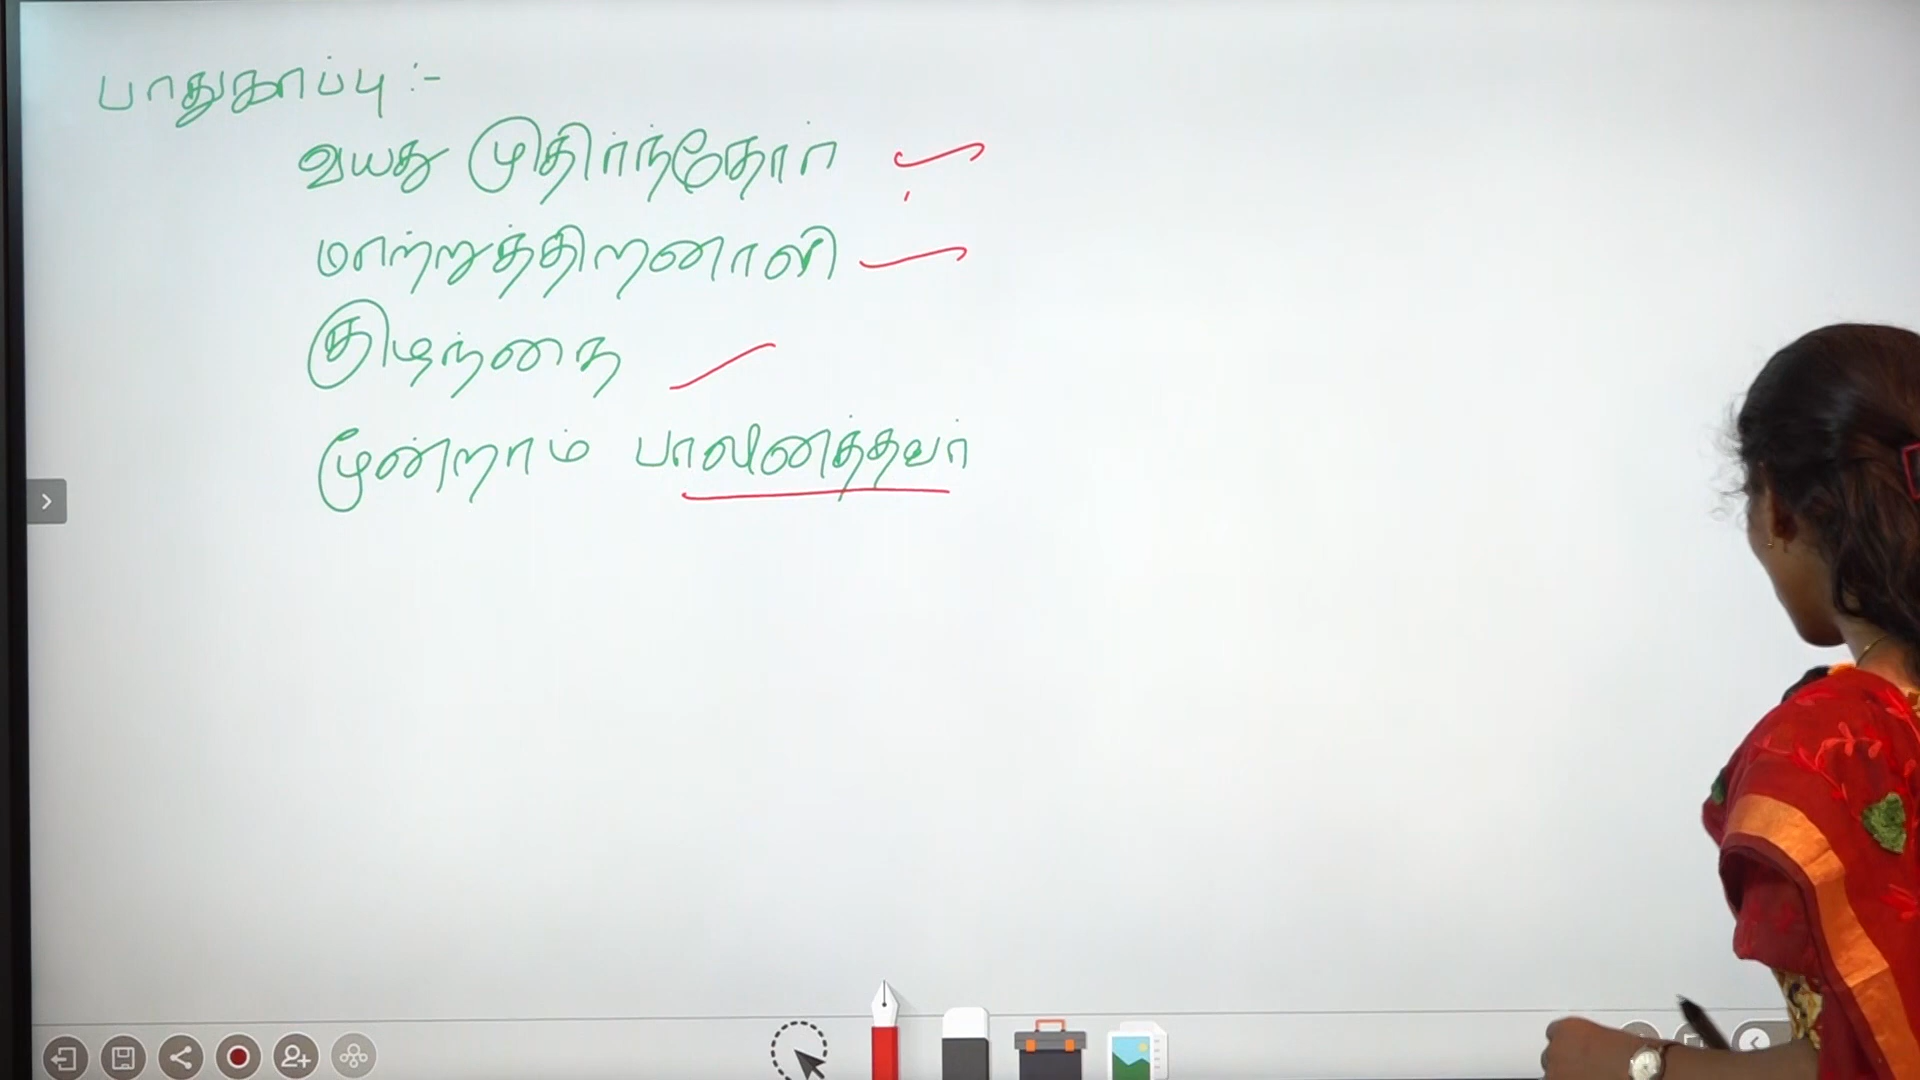 பாதுகாப்பு :-
வயது முதிர்ந்தோர்
மாற்றுத்திறனாளி
குழந்தை
மூன்றாம் பாலினத்தவர்